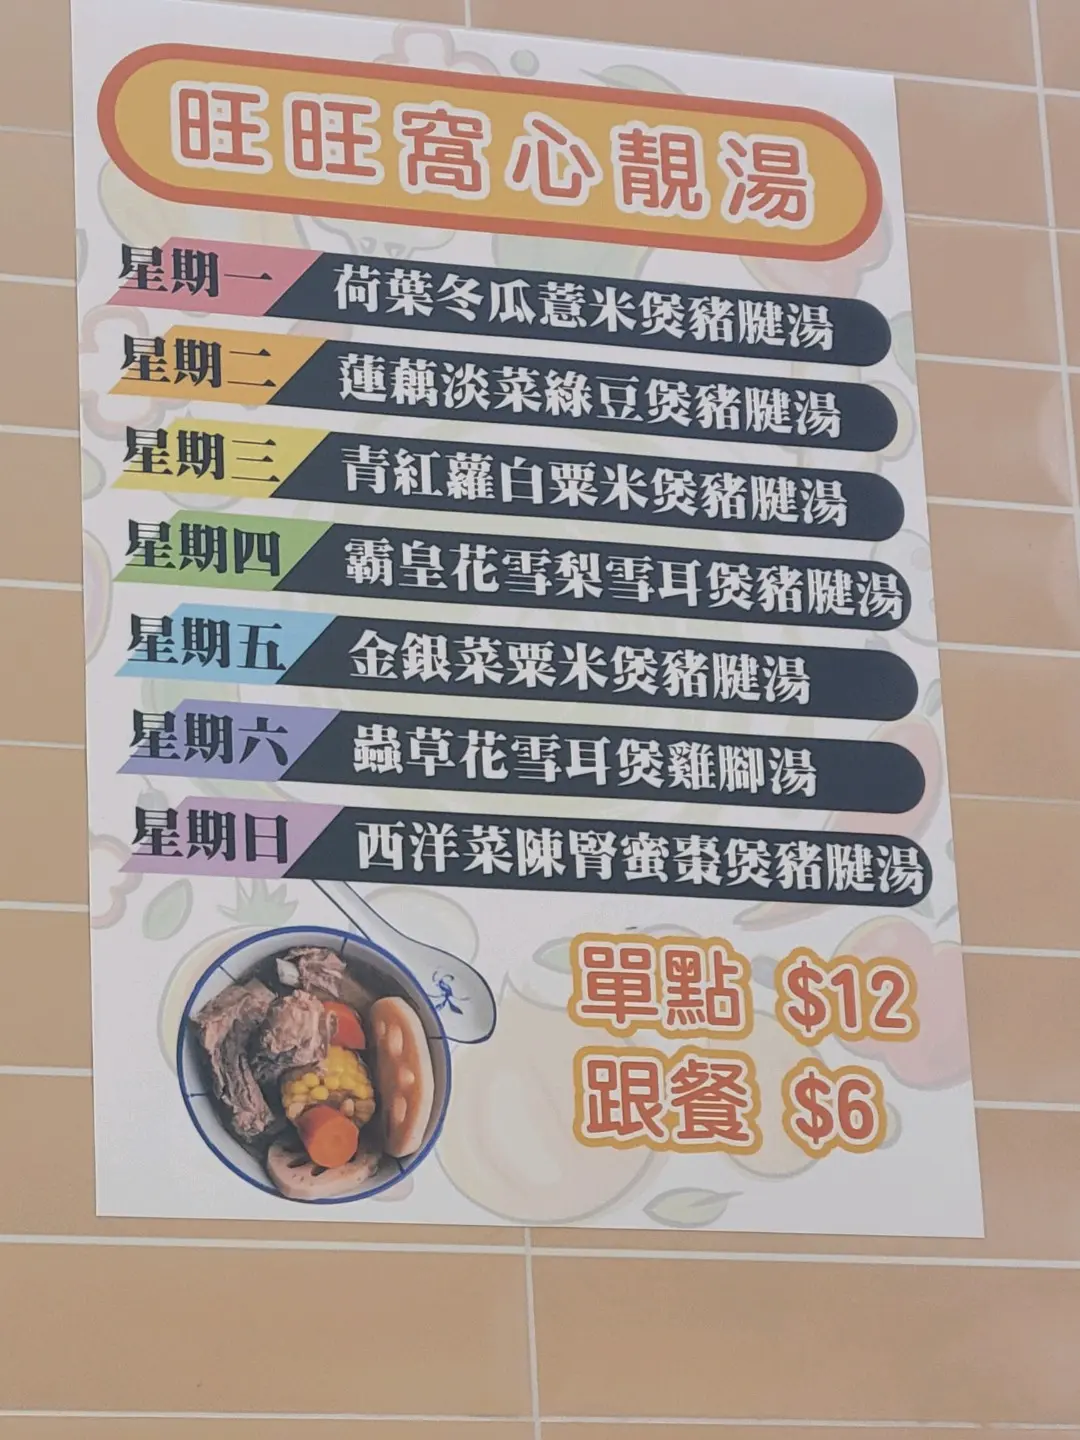 旺旺窩心靚湯
星期一 荷葉冬瓜薏米煲豬腱湯
星期二 蓮藕淡菜綠豆煲豬腱湯
星期三 青紅蘿白粟米煲豬腱湯
星期四 霸皇花雪梨雪耳煲豬腱湯
星期五 金銀菜粟米煲豬腱湯
星期六 蟲草花雪耳煲雞腳湯
星期日 西洋菜陳腎蜜棗煲豬腱湯
單點 $12
跟餐 $6